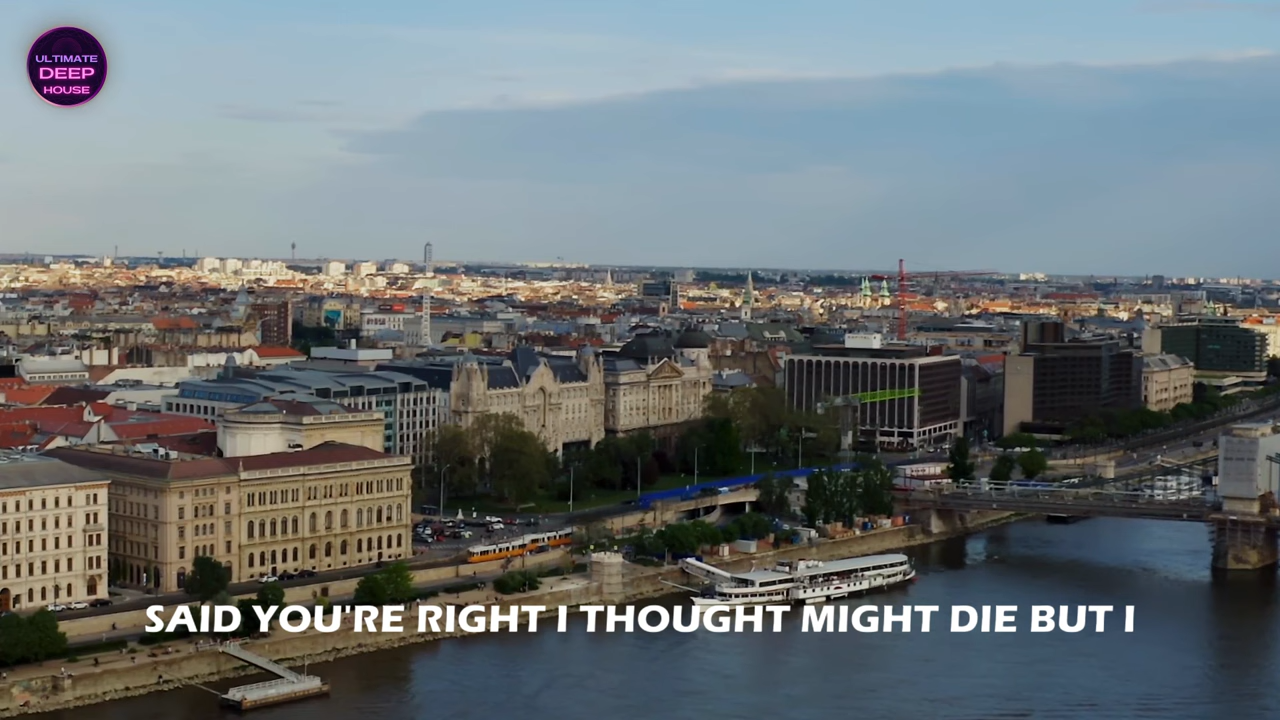 ULTIMATE
DEEP
HOUSE
SAID YOU'RE RIGHT I THOUGHT MIGHT DIE BUT I